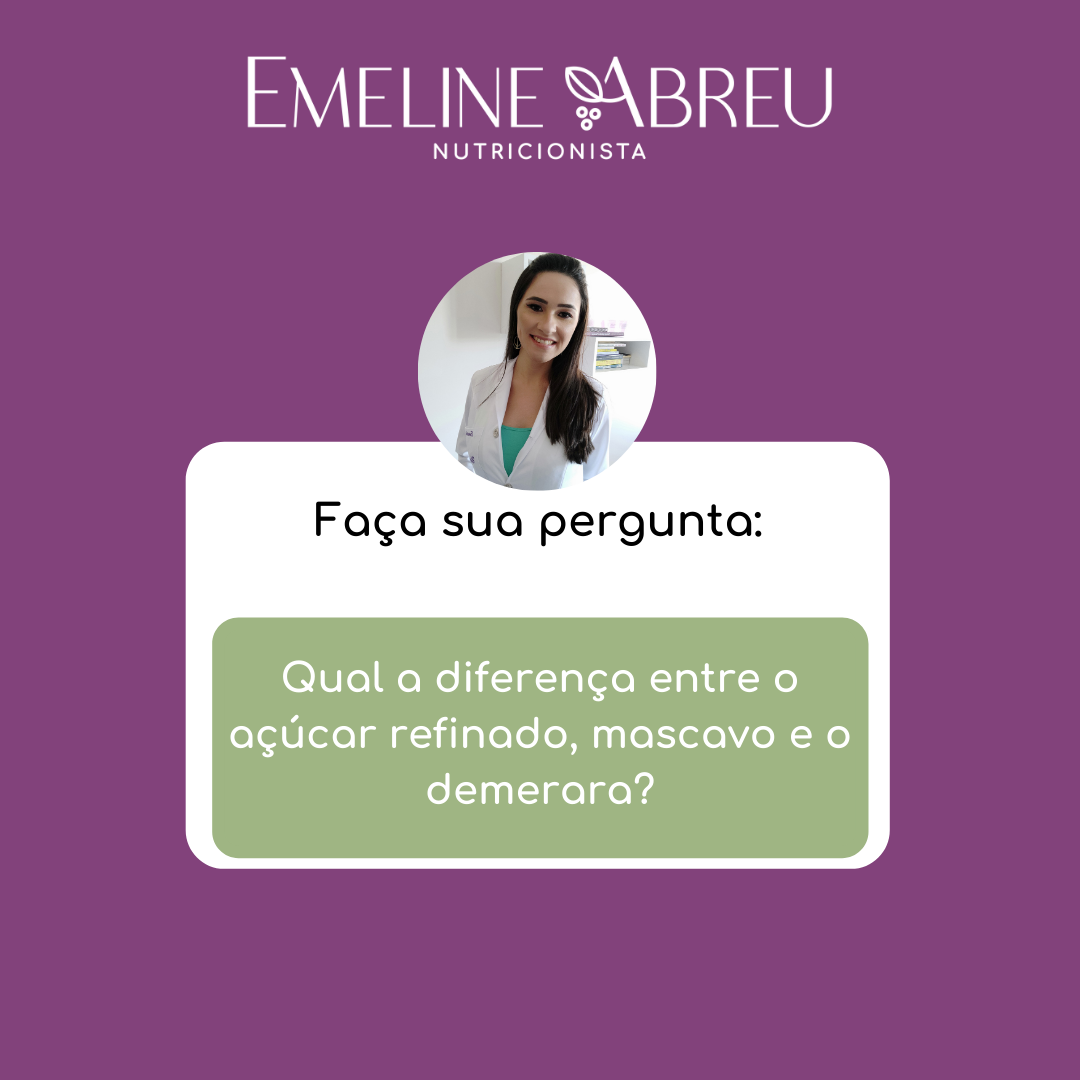 EMELINE ABREU
NUTRICIONISTA
Faça sua pergunta:
Qual a diferença entre o
açúcar refinado, mascavo e o
demerara?